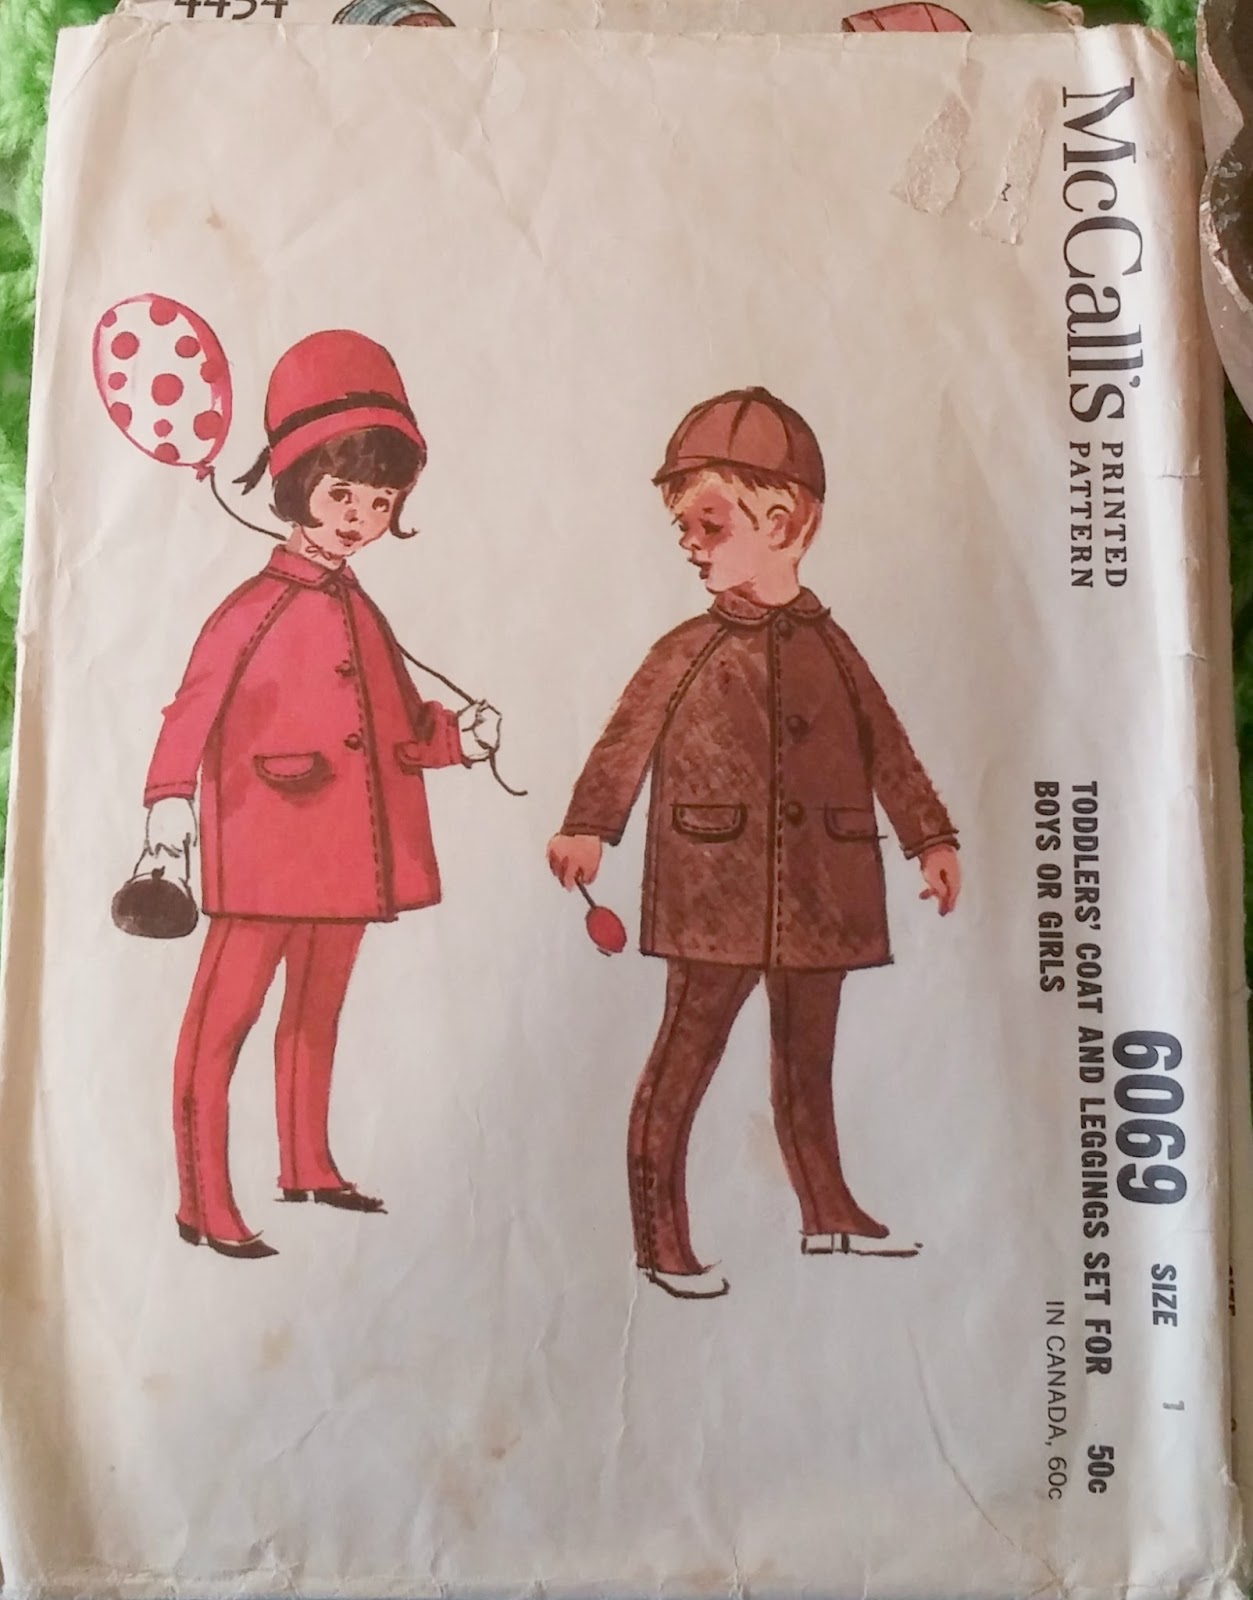 4454
McCall's
PRINTED
PATTERN
6069 SIZE 1
TODDLERS' COAT AND LEGGINGS SET FOR 50c
BOYS OR GIRLS IN CANADA, 60c